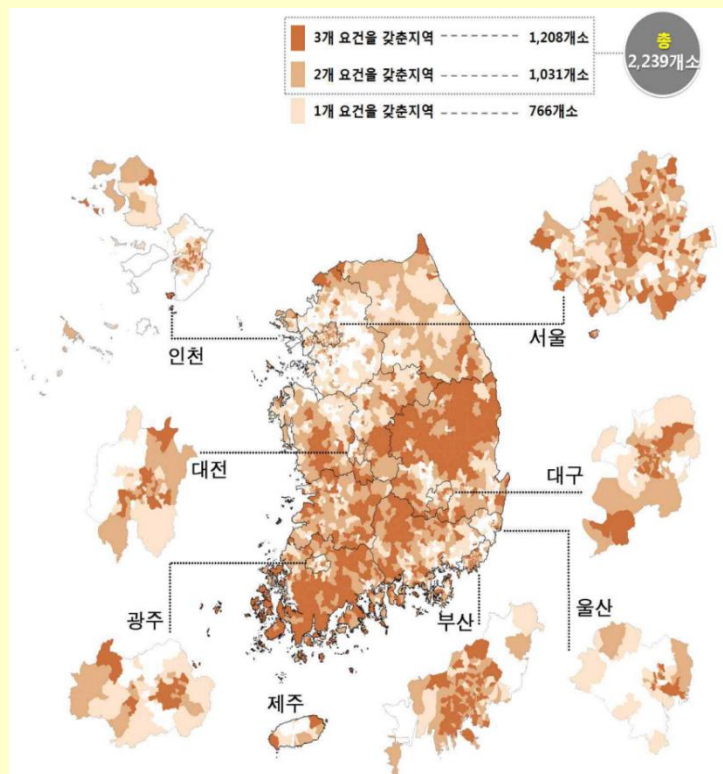 3개 요건을 갖춘지역 1,208개소
2개 요건을 갖춘지역 1,031개소
1개 요건을 갖춘지역 766개소
총
2,239개소
인천
서울
대전
대구
광주
부산
울산
제주